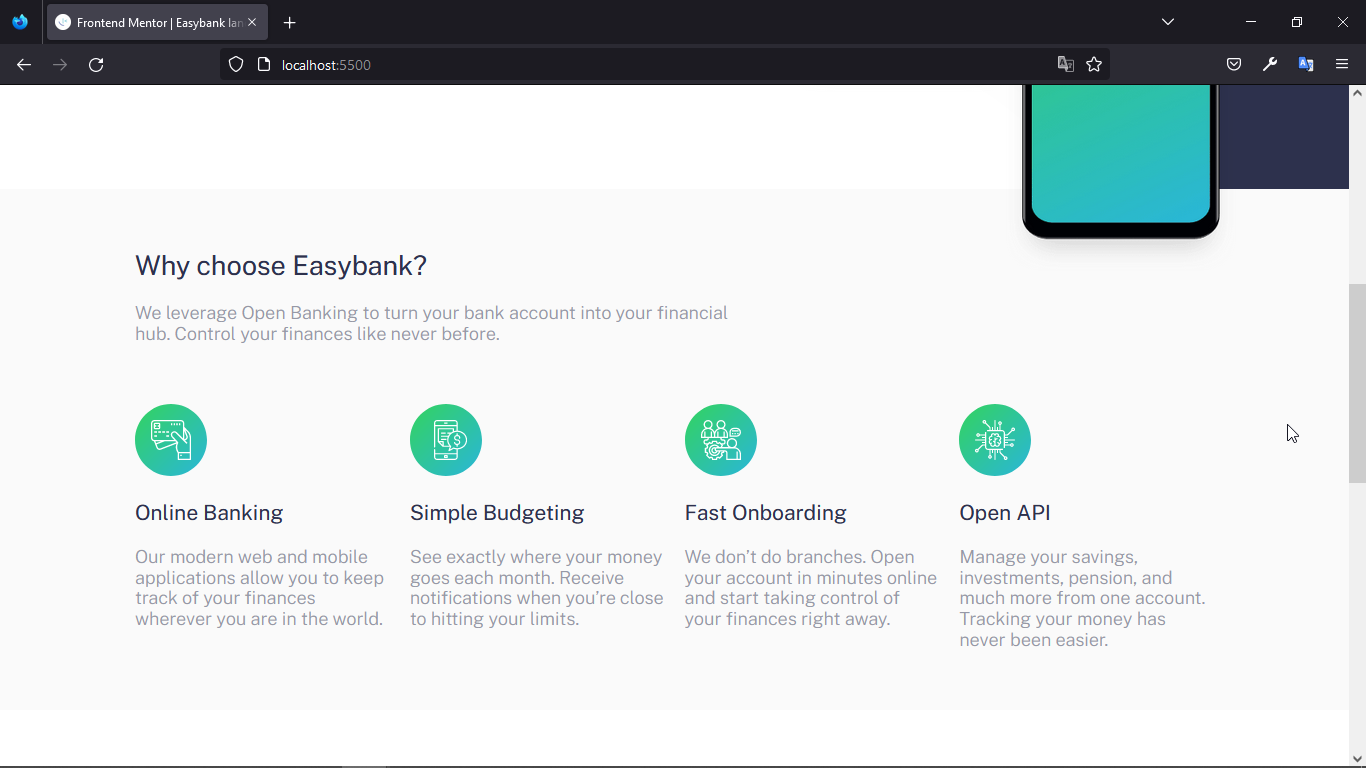 Frontend Mentor | Easybank lan
localhost:5500
Why choose Easybank?
We leverage Open Banking to turn your bank account into your financial
hub. Control your finances like never before.
Online Banking
Our modern web and mobile
applications allow you to keep
track of your finances
wherever you are in the world.
Simple Budgeting
See exactly where your money
goes each month. Receive
notifications when you’re close
to hitting your limits.
Fast Onboarding
We don’t do branches. Open
your account in minutes online
and start taking control of
your finances right away.
Open API
Manage your savings,
investments, pension, and
much more from one account.
Tracking your money has
never been easier.